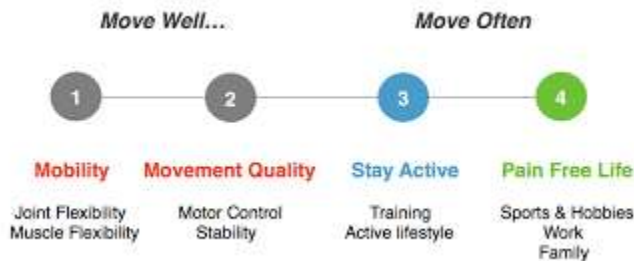 Move Well... Move Often
1 2 3 4
Mobility Movement Quality Stay Active Pain Free Life
Joint Flexibility Motor Control Training Sports & Hobbies
Muscle Flexibility Stability Active lifestyle Work
Family